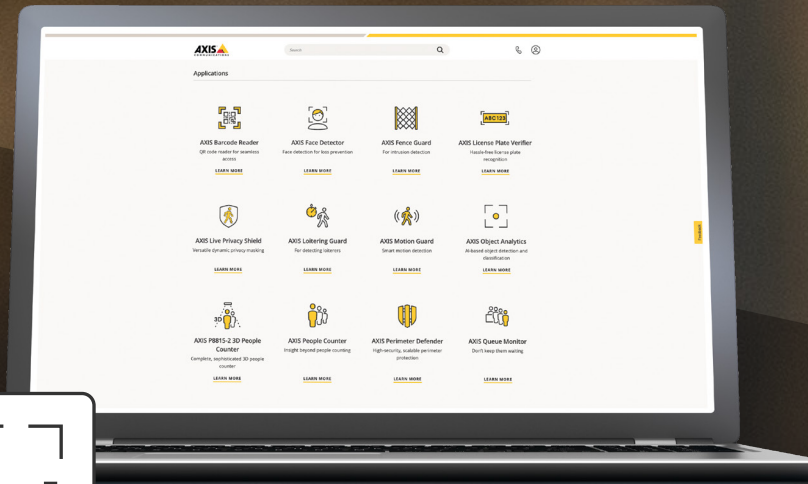 AXIS
COMMUNICATIONS
Search
Applications
ABC123
AXIS Barcode Reader
QR code reader for seamless
access
LEARN MORE
AXIS Face Detector
Face detection for loss prevention
LEARN MORE
AXIS Fence Guard
For intrusion detection
LEARN MORE
AXIS License Plate Verifier
Hassle-free license plate
recognition
LEARN MORE
AXIS Live Privacy Shield
Versatile dynamic privacy masking
LEARN MORE
AXIS Loitering Guard
For detecting loiterers
LEARN MORE
AXIS Motion Guard
Smart motion detection
LEARN MORE
AXIS Object Analytics
AI-based object detection and
classification
LEARN MORE
Feedback
3D
AXIS P8815-2 3D People
Counter
Complete, sophisticated 3D people
counter
LEARN MORE
AXIS People Counter
Insight beyond people counting
LEARN MORE
AXIS Perimeter Defender
High-security, scalable perimeter
protection
LEARN MORE
AXIS Queue Monitor
Don't keep them waiting
LEARN MORE